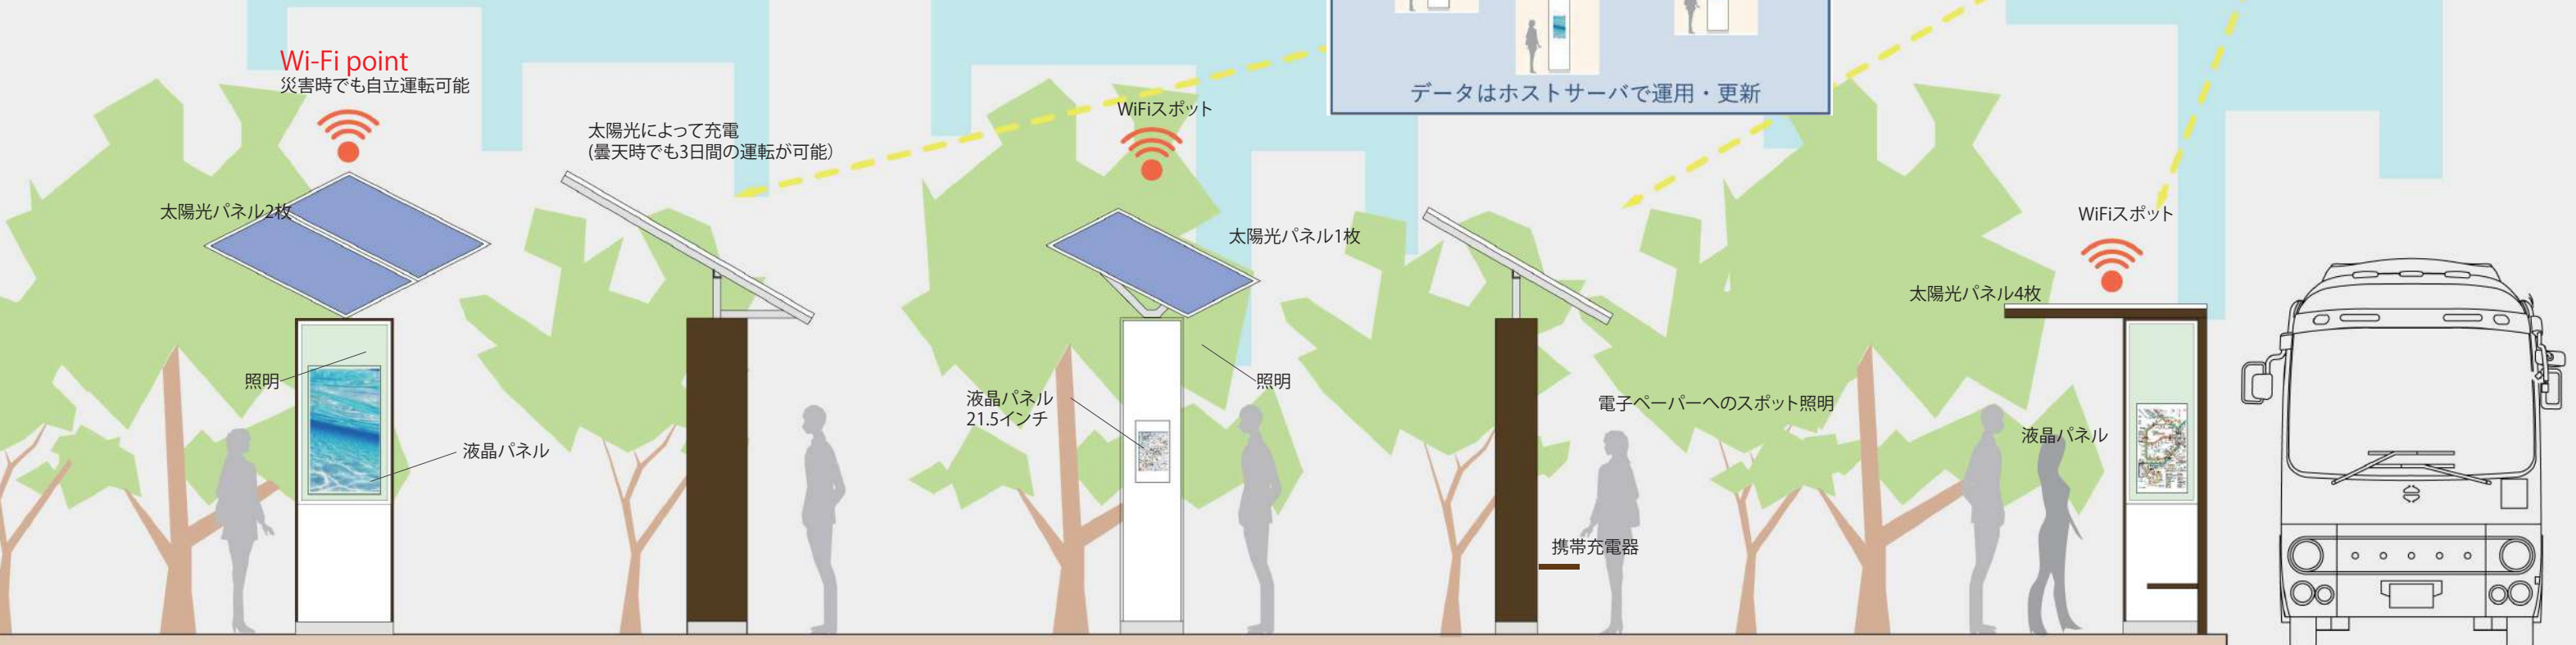 Wi-Fi point
災害時でも自立運転可能
太陽光パネル2枚
照明
液晶パネル
太陽光によって充電
(曇天時でも3日間の運転が可能）
WiFiスポット
太陽光パネル1枚
照明
液晶パネル
21.5インチ
データはホストサーバで運用・更新
電子ペーパーへのスポット照明
携帯充電器
WiFiスポット
太陽光パネル4枚
液晶パネル